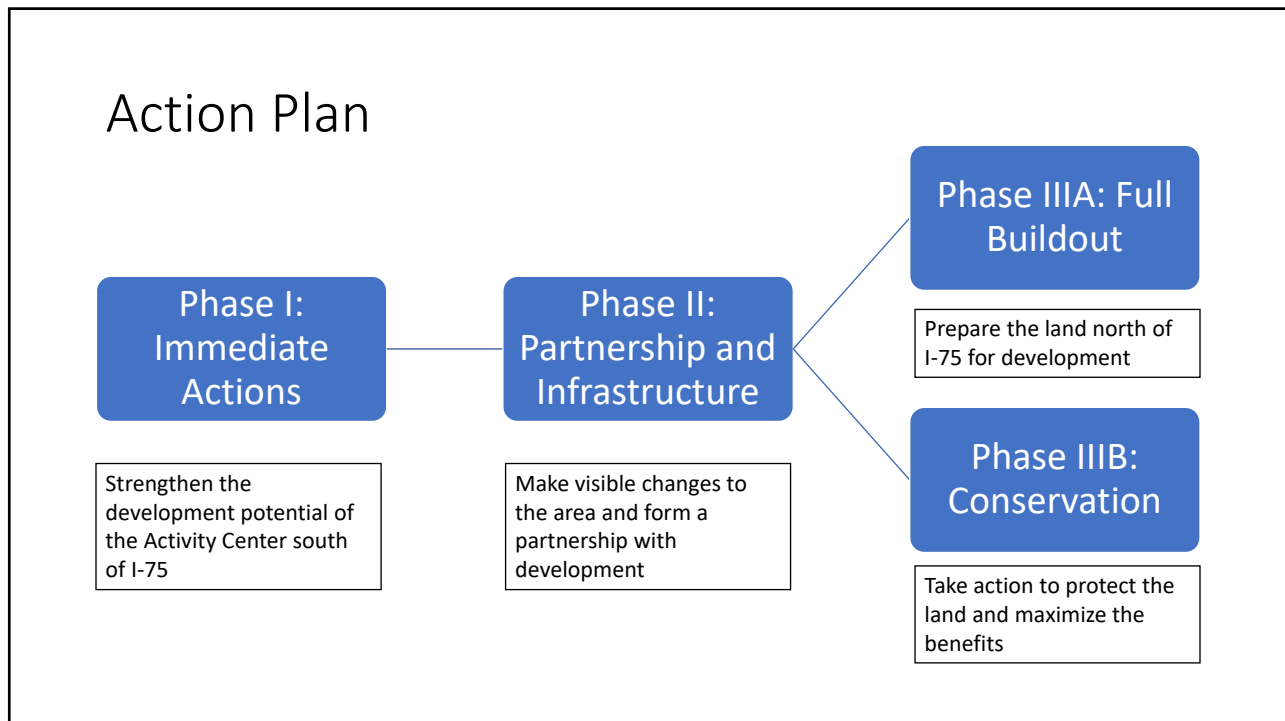 Action Plan
Phase I:
Immediate
Actions
Strengthen the
development potential of
the Activity Center south
of I-75
Phase II:
Partnership and
Infrastructure
Make visible changes to
the area and form a
partnership with
development
Phase IIIA: Full
Buildout
Prepare the land north of
I-75 for development
Phase IIIB:
Conservation
Take action to protect the
land and maximize the
benefits